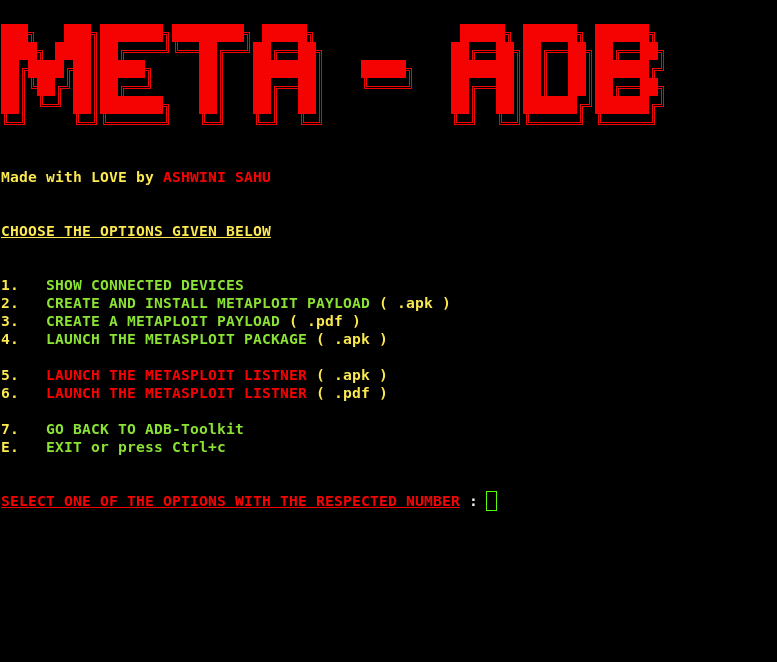 META - ADB
Made with LOVE by ASHWINI SAHU
CHOOSE THE OPTIONS GIVEN BELOW
1. SHOW CONNECTED DEVICES
2. CREATE AND INSTALL METAPLOIT PAYLOAD ( .apk )
3. CREATE A METAPLOIT PAYLOAD ( .pdf )
4. LAUNCH THE METASPLOIT PACKAGE ( .apk )
5. LAUNCH THE METASPLOIT LISTNER ( .apk )
6. LAUNCH THE METASPLOIT LISTNER ( .pdf )
7. GO BACK TO ADB-Toolkit
E. EXIT or press Ctrl+c
SELECT ONE OF THE OPTIONS WITH THE RESPECTED NUMBER :